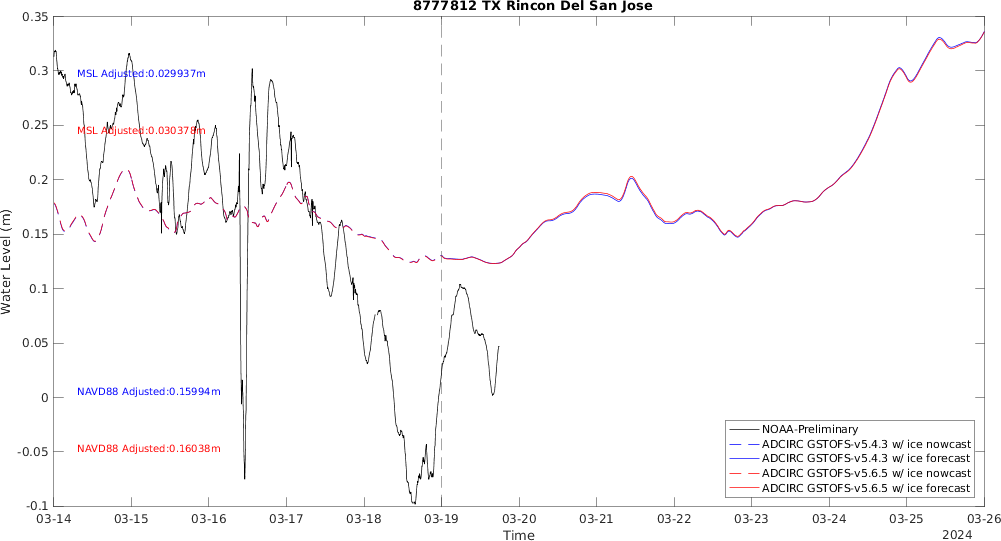 8777812 TX Rincon Del San Jose
Water Level (m)
0.35
0.3
0.25
0.2
0.15
0.1
0.05
0
-0.05
-0.1
MSL Adjusted:0.029937m
MSL Adjusted:0.030378m
NAVD88 Adjusted:0.15994m
NAVD88 Adjusted:0.16038m
NOAA-Preliminary
ADCIRC GSTOFS-v5.4.3 w/ ice nowcast
ADCIRC GSTOFS-v5.4.3 w/ ice forecast
ADCIRC GSTOFS-v5.6.5 w/ ice nowcast
ADCIRC GSTOFS-v5.6.5 w/ ice forecast
03-14 03-15 03-16 03-17 03-18 03-19 03-20 03-21 03-22 03-23 03-24 03-25 03-26
Time
2024